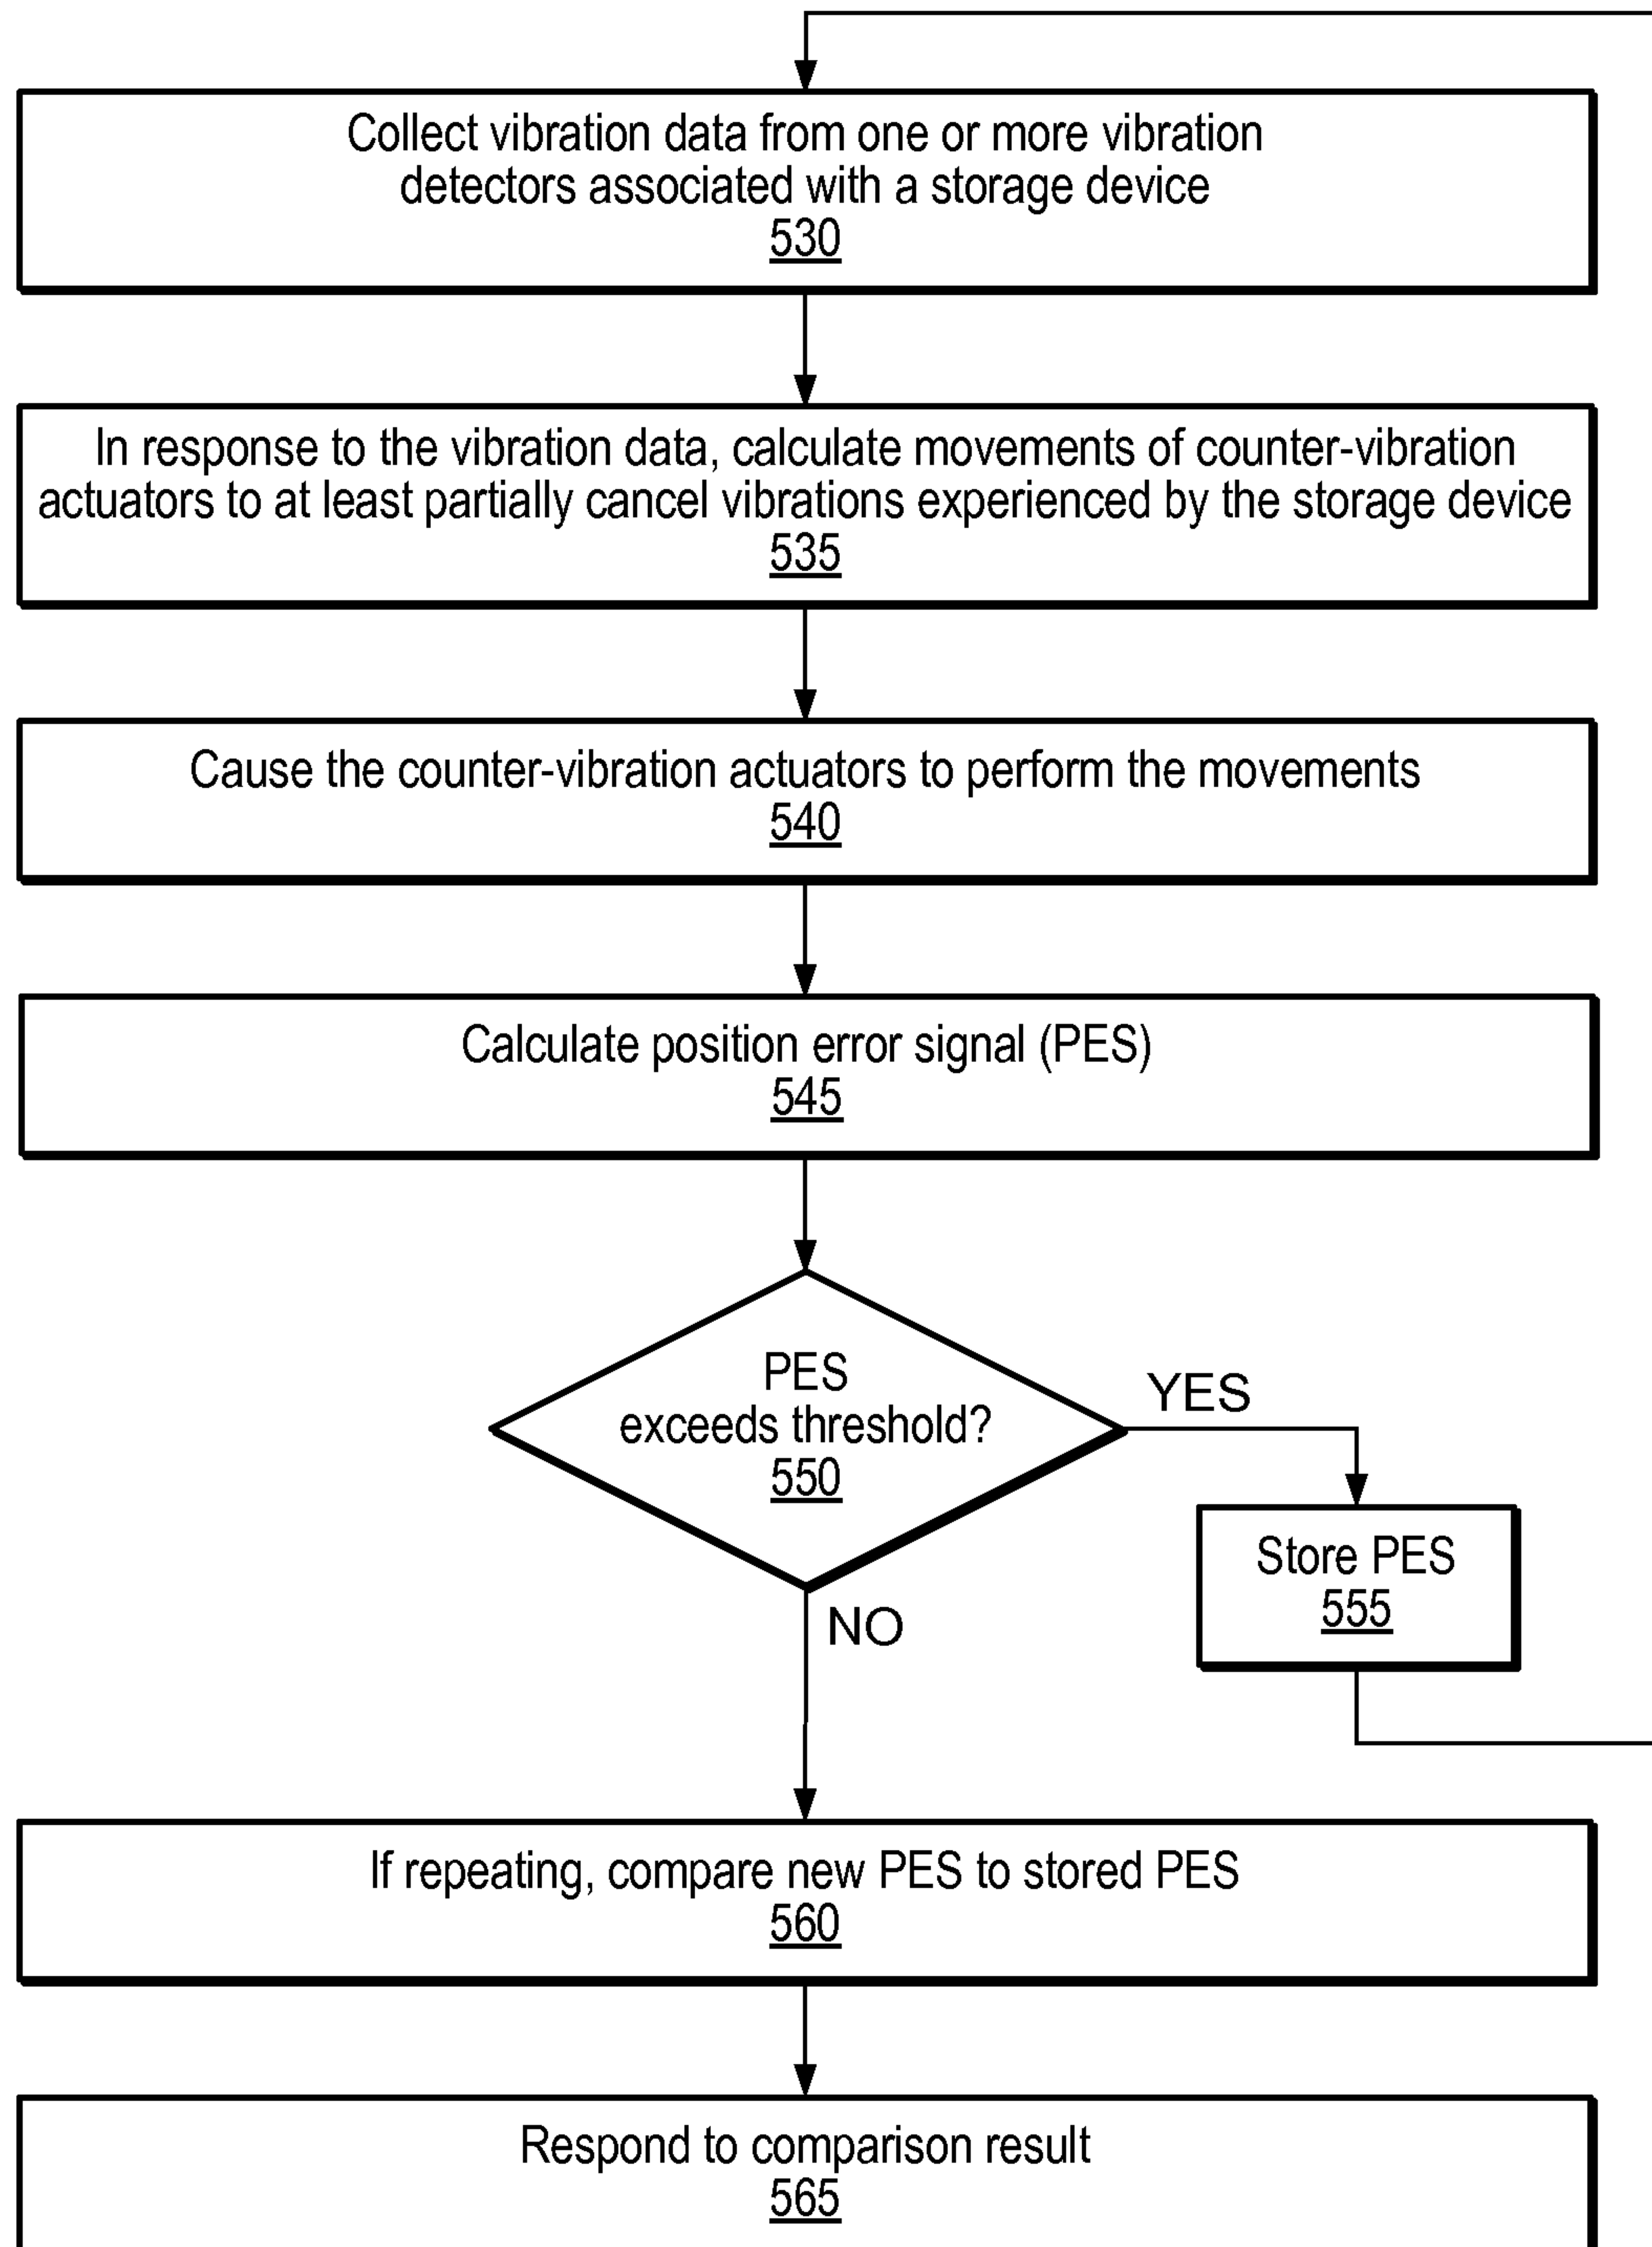 Collect vibration data from one or more vibration
detectors associated with a storage device
530
In response to the vibration data, calculate movements of counter-vibration
actuators to at least partially cancel vibrations experienced by the storage device
535
Cause the counter-vibration actuators to perform the movements
540
Calculate position error signal (PES)
545
PES
exceeds threshold?
550
YES
Store PES
555
NO
If repeating, compare new PES to stored PES
560
Respond to comparison result
565